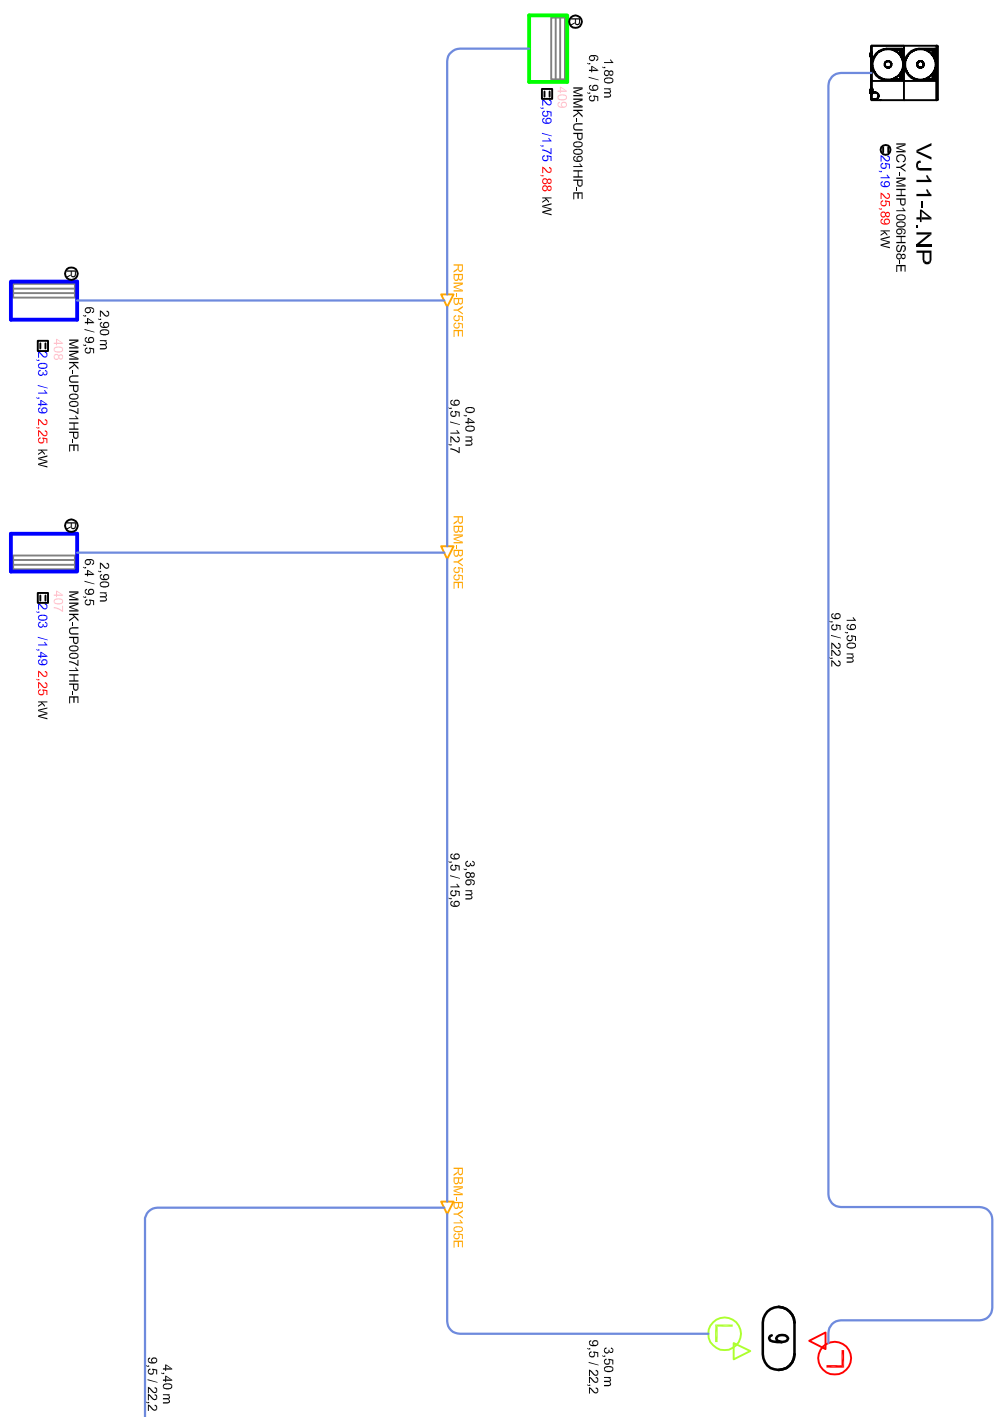 VJ11-4.NP
MCY-MHP1006HS8-E
25,19 25,89 kW
1,80 m
6,4 / 9,5
MMK-UP0091HP-E
409
2,59 /1,75 2,88 kW
R
RBM-BY55E
2,90 m
6,4 / 9,5
MMK-UP0071HP-E
408
2,03 /1,49 2,25 kW
R
0,40 m
9,5 / 12,7
RBM-BY55E
2,90 m
6,4 / 9,5
MMK-UP0071HP-E
407
2,03 /1,49 2,25 kW
R
19,50 m
9,5 / 22,2
3,86 m
9,5 / 15,9
RBM-BY105E
3,50 m
9,5 / 22,2
4,40 m
9,5 / 22,2
L
9
L